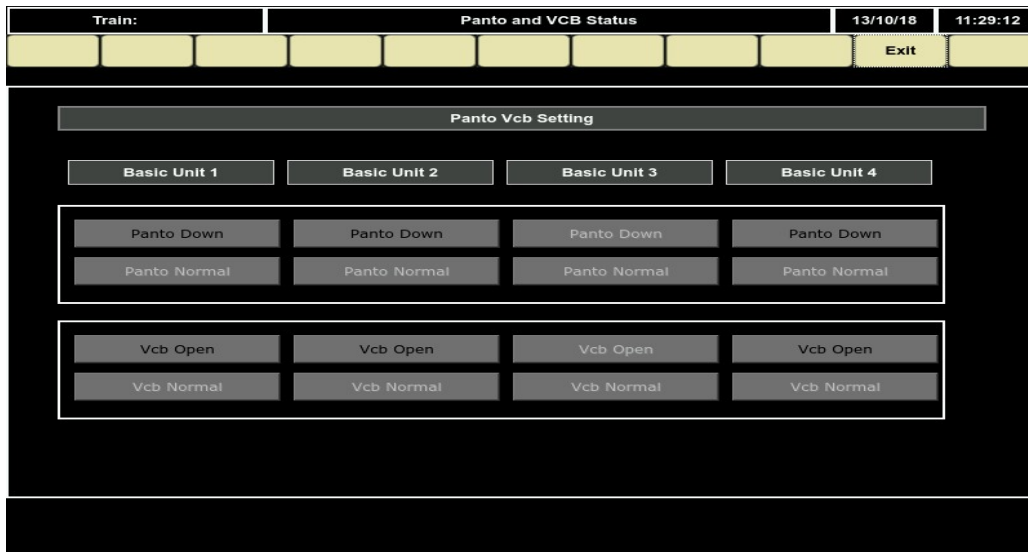 Train: Panto and VCB Status 13/10/18 11:29:12
Exit
Panto Vcb Setting
Basic Unit 1 Basic Unit 2 Basic Unit 3 Basic Unit 4
Panto Down Panto Down Panto Down Panto Down
Panto Normal Panto Normal Panto Normal Panto Normal
Vcb Open Vcb Open Vcb Open Vcb Open
Vcb Normal Vcb Normal Vcb Normal Vcb Normal